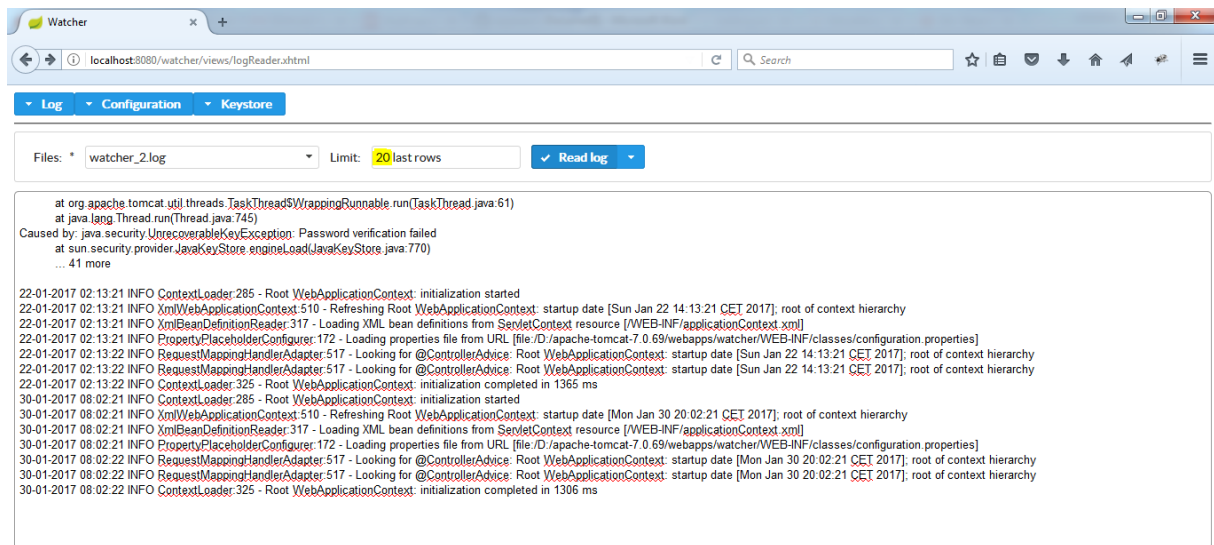 Watcher
localhost:8080/watcher/views/logReader.xhtml
Search
Log Configuration Keystore
Files: * watcher_2.log Limit: 20 last rows Read log
at org.apache.tomcat.util.threads.TaskThread$WrappingRunnable.run(TaskThread.java:61)
at java.lang.Thread.run(Thread.java:745)
Caused by: java.security.UnrecoverableKeyException: Password verification failed
at sun.security.provider.JavaKeyStore.engineLoad(JavaKeyStore.java:770)
... 41 more
22-01-2017 02:13:21 INFO ContextLoader:285 - Root WebApplicationContext: initialization started
22-01-2017 02:13:21 INFO XmlWebApplicationContext:510 - Refreshing Root WebApplicationContext: startup date [Sun Jan 22 14:13:21 CET 2017]; root of context hierarchy
22-01-2017 02:13:21 INFO XmlBeanDefinitionReader:317 - Loading XML bean definitions from ServletContext resource [/WEB-INF/applicationContext.xml]
22-01-2017 02:13:21 INFO PropertyPlaceholderConfigurer:172 - Loading properties file from URL [file:/D:/apache-tomcat-7.0.69/webapps/watcher/WEB-INF/classes/configuration.properties]
22-01-2017 02:13:22 INFO RequestMappingHandlerAdapter:517 - Looking for @ControllerAdvice: Root WebApplicationContext: startup date [Sun Jan 22 14:13:21 CET 2017]; root of context hierarchy
22-01-2017 02:13:22 INFO RequestMappingHandlerAdapter:517 - Looking for @ControllerAdvice: Root WebApplicationContext: startup date [Sun Jan 22 14:13:21 CET 2017]; root of context hierarchy
22-01-2017 02:13:22 INFO ContextLoader:325 - Root WebApplicationContext: initialization completed in 1365 ms
30-01-2017 08:02:21 INFO ContextLoader:285 - Root WebApplicationContext: initialization started
30-01-2017 08:02:21 INFO XmlWebApplicationContext:510 - Refreshing Root WebApplicationContext: startup date [Mon Jan 30 20:02:21 CET 2017]; root of context hierarchy
30-01-2017 08:02:21 INFO XmlBeanDefinitionReader:317 - Loading XML bean definitions from ServletContext resource [/WEB-INF/applicationContext.xml]
30-01-2017 08:02:21 INFO PropertyPlaceholderConfigurer:172 - Loading properties file from URL [file:/D:/apache-tomcat-7.0.69/webapps/watcher/WEB-INF/classes/configuration.properties]
30-01-2017 08:02:22 INFO RequestMappingHandlerAdapter:517 - Looking for @ControllerAdvice: Root WebApplicationContext: startup date [Mon Jan 30 20:02:21 CET 2017]; root of context hierarchy
30-01-2017 08:02:22 INFO RequestMappingHandlerAdapter:517 - Looking for @ControllerAdvice: Root WebApplicationContext: startup date [Mon Jan 30 20:02:21 CET 2017]; root of context hierarchy
30-01-2017 08:02:22 INFO ContextLoader:325 - Root WebApplicationContext: initialization completed in 1306 ms